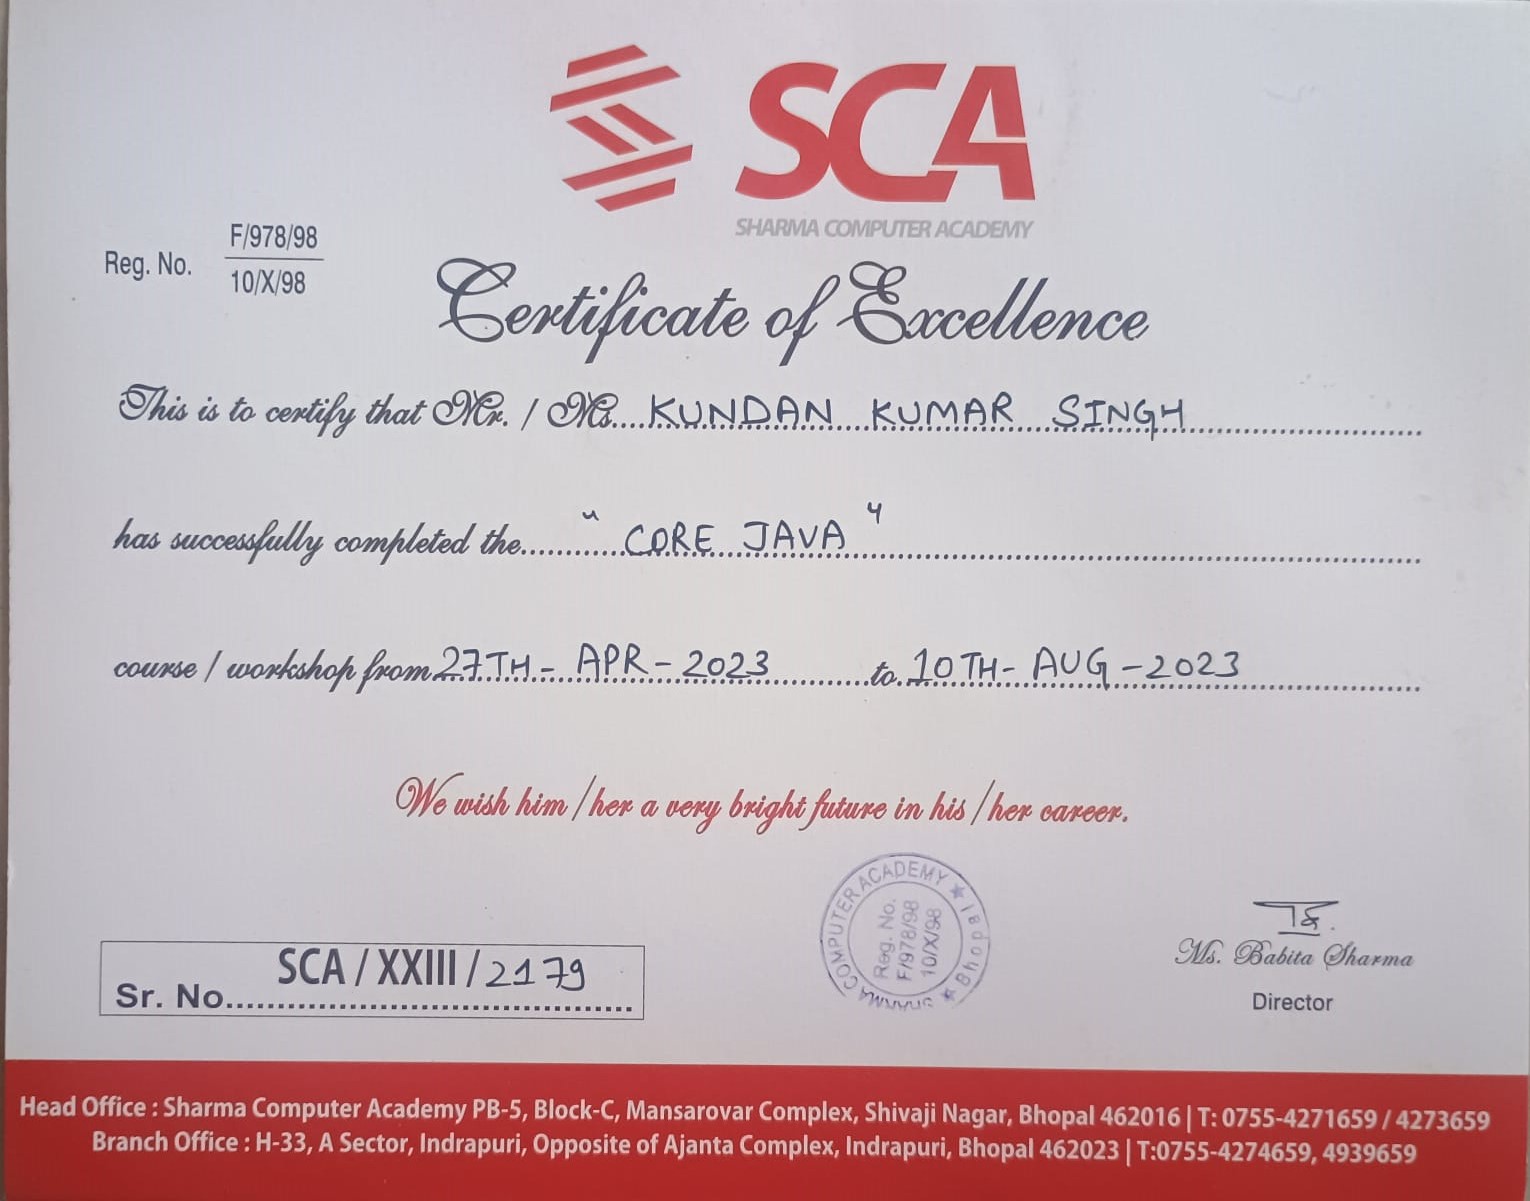 SCA
SHARMA COMPUTER ACADEMY
Reg. No. F/978/98
10/X/98
Certificate of Excellence
This is to certify that Mr. / Ms....KUNDAN KUMAR SINGH
has successfully completed the............" CORE JAVA "
course / workshop from 27TH - APR - 2023 to 10TH - AUG - 2023
We wish him / her a very bright future in his / her career.
SHARMA COMPUTER ACADEMY ★ Bhopal ★
Reg. No.
F/978/98
10/X/98
Ms. Babita Sharma
Director
SCA / XXIII / 2179
Sr. No.
Head Office : Sharma Computer Academy PB-5, Block-C, Mansarovar Complex, Shivaji Nagar, Bhopal 462016 | T: 0755-4271659 / 4273659
Branch Office : H-33, A Sector, Indrapuri, Opposite of Ajanta Complex, Indrapuri, Bhopal 462023 | T:0755-4274659, 4939659